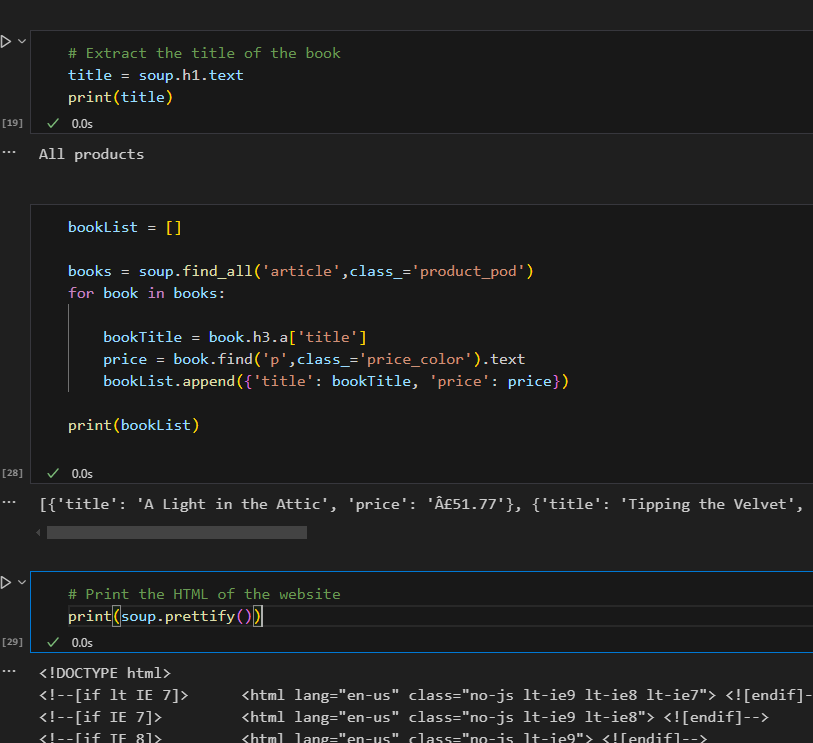 # Extract the title of the book
title = soup.h1.text
print(title)
[19]
0.0s
All products
bookList = []
books = soup.find_all('article',class_='product_pod')
for book in books:
bookTitle = book.h3.a['title']
price = book.find('p',class_='price_color').text
bookList.append({'title': bookTitle, 'price': price})
print(bookList)
[28]
0.0s
[{'title': 'A Light in the Attic', 'price': 'Â£51.77'}, {'title': 'Tipping the Velvet',
# Print the HTML of the website
print(soup.prettify())
[29]
0.0s
<!DOCTYPE html>
<!--[if lt IE 7]>      <html lang="en-us" class="no-js lt-ie9 lt-ie8 lt-ie7"> <![endif]-
<!--[if IE 7]>         <html lang="en-us" class="no-js lt-ie9 lt-ie8"> <![endif]-->
<!--[if IE 8]>         <html lang="en-us" class="no-js lt-ie9"> <![endif]-->